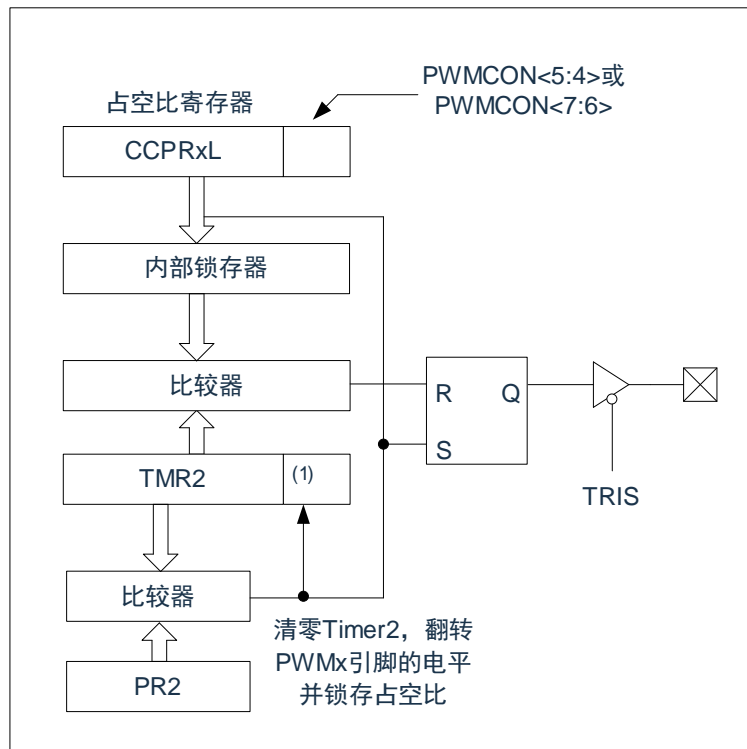 PWMCON<5:4>或
PWMCON<7:6>
占空比寄存器
CCPRxL
内部锁存器
比较器
R
Q
S
TMR2
(1)
TRIS
比较器
清零Timer2，翻转
PWMx引脚的电平
并锁存占空比
PR2